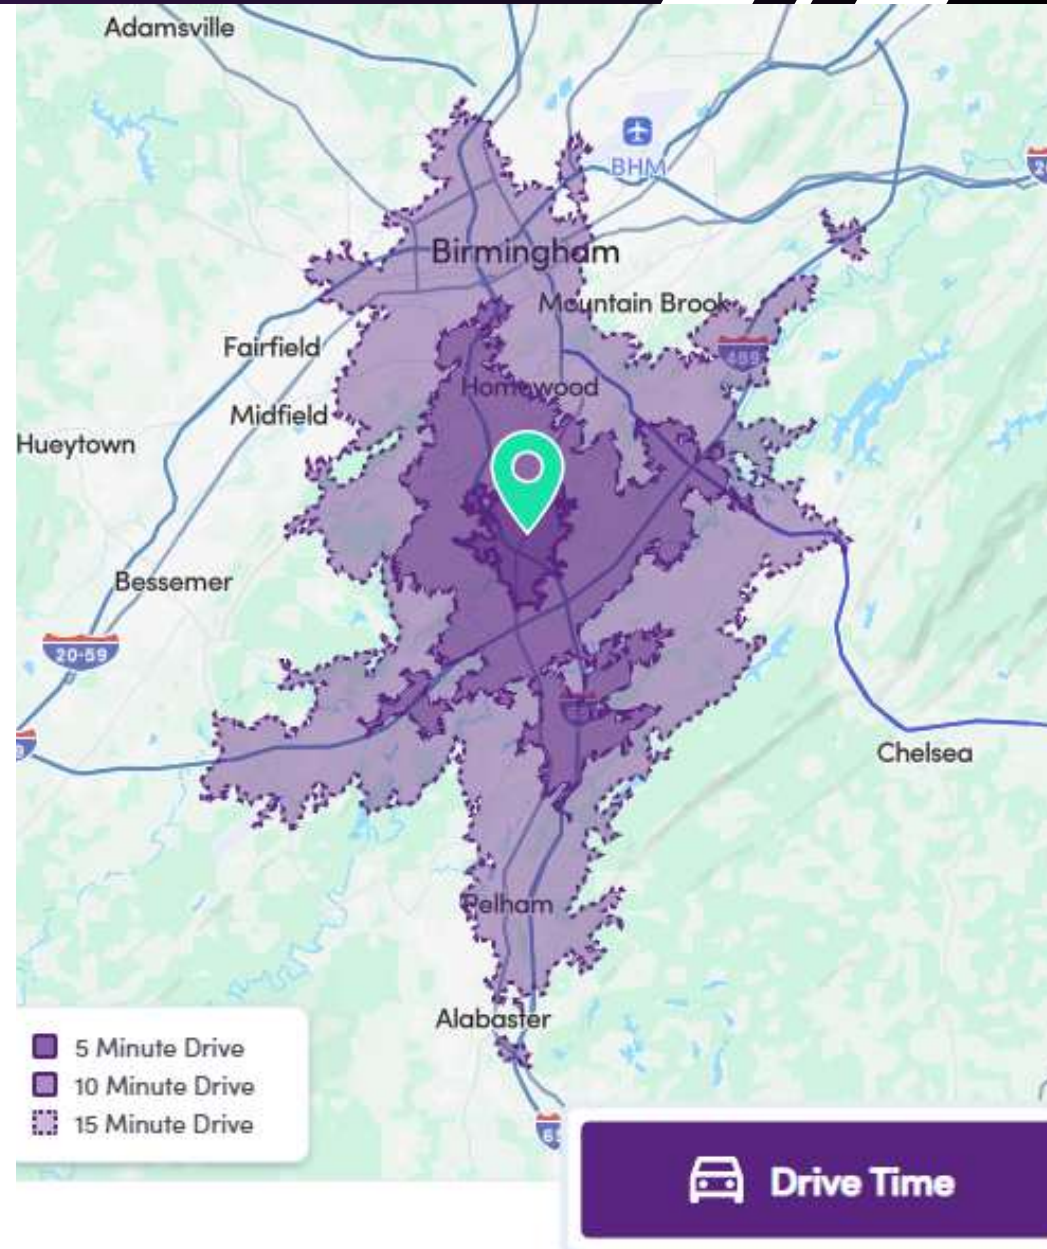 Adamsville
BHM
Birmingham
Mountain Brook
Fairfield
459
Homewood
Midfield
Hueytown
Bessemer
20-59
Chelsea
Pelham
Alabaster
5 Minute Drive
10 Minute Drive
15 Minute Drive
65
Drive Time